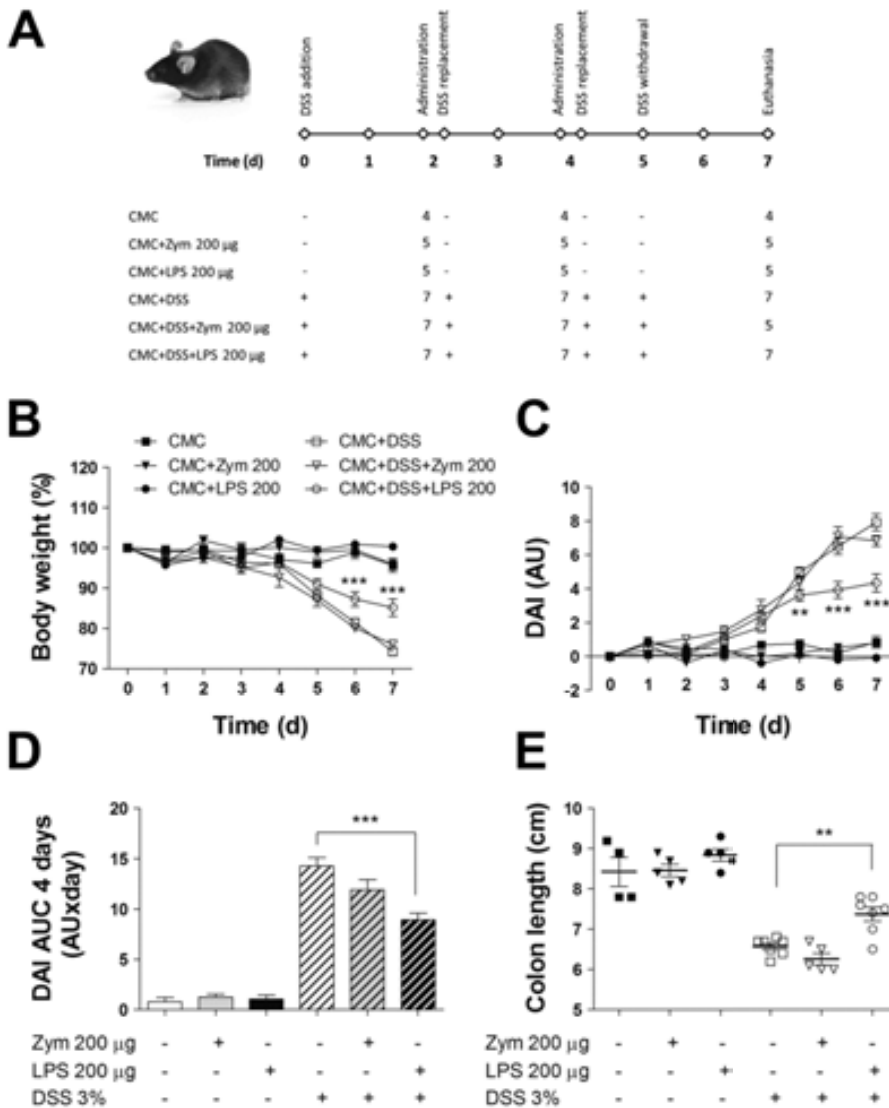 A
DSS addition
Administration
DSS replacement
Administration
DSS replacement
DSS withdrawal
Euthanasia
Time (d) 0 1 2 3 4 5 6 7
CMC - 4 - 4 - - 4
CMC+Zym 200 µg - 5 - 5 - - 5
CMC+LPS 200 µg - 5 - 5 - - 5
CMC+DSS + 7 + 7 + + 7
CMC+DSS+Zym 200 µg + 7 + 7 + + 5
CMC+DSS+LPS 200 µg + 7 + 7 + + 7
B
CMC CMC+DSS
CMC+Zym 200 CMC+DSS+Zym 200
CMC+LPS 200 CMC+DSS+LPS 200
Body weight (%)
120
110
100
90
80
70
*** ***
0 1 2 3 4 5 6 7
Time (d)
C
DAI (AU)
10
8
6
4
2
0
-2
** *** ***
0 1 2 3 4 5 6 7
Time (d)
D
DAI AUC 4 days
(AUxday)
20
15
10
5
0
***
Zym 200 µg - + - - + -
LPS 200 µg - - + - - +
DSS 3% - - - + + +
E
Colon length (cm)
10
9
8
7
6
5
**
Zym 200 µg - + - - + -
LPS 200 µg - - + - - +
DSS 3% - - - + + +